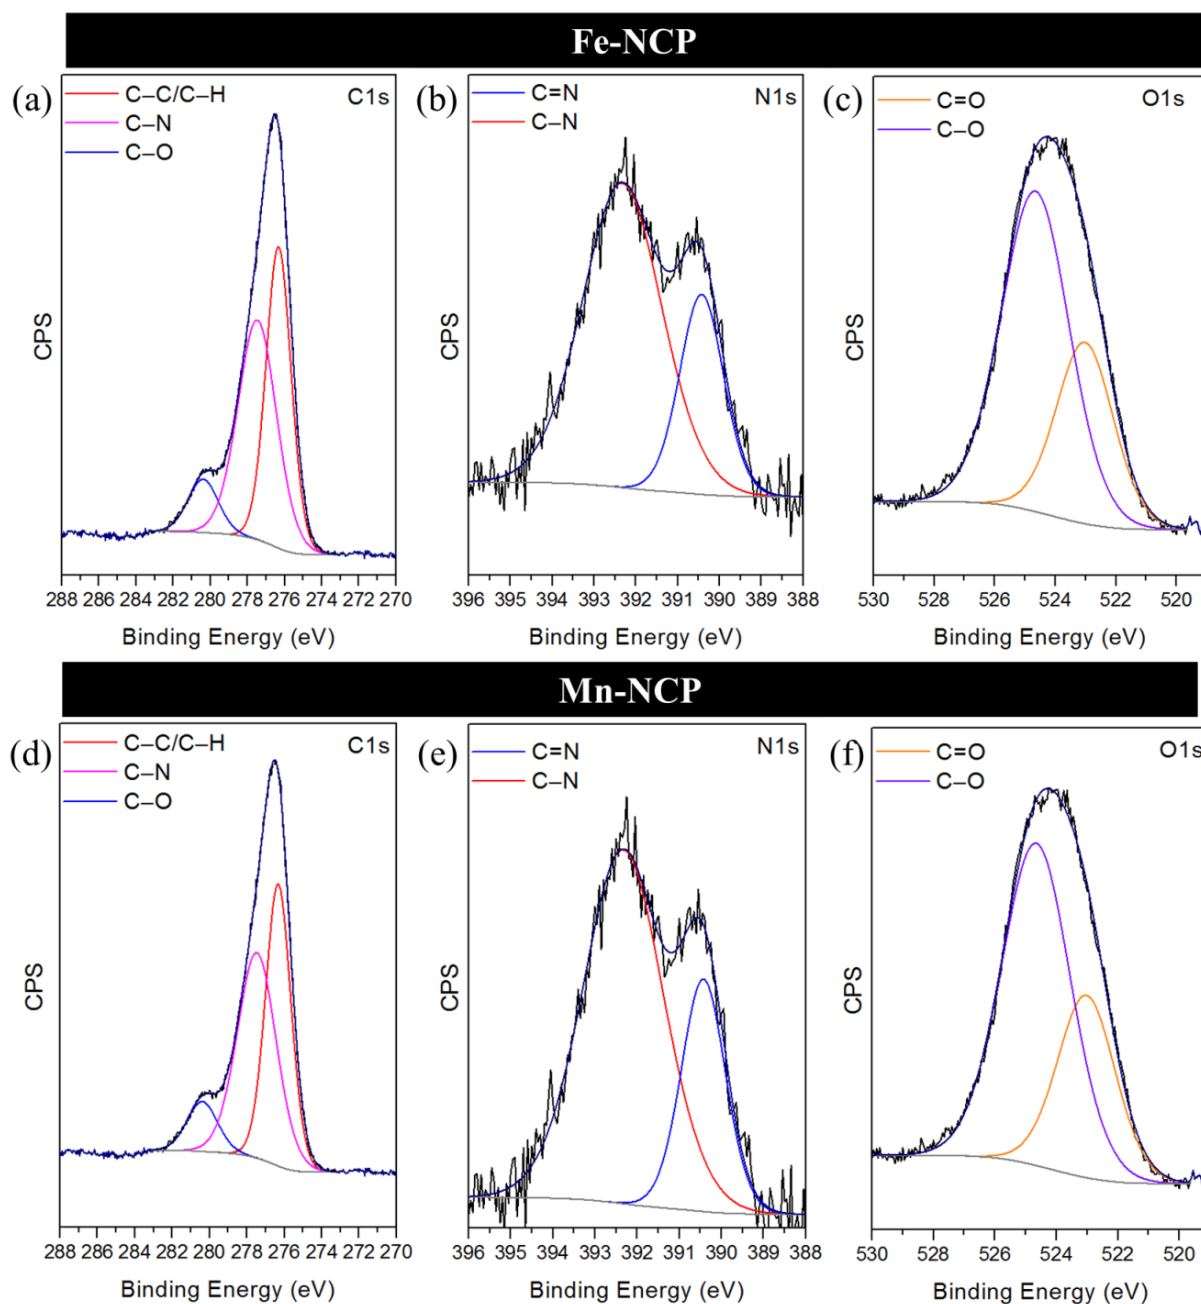 Fe-NCP
(a)
C–C/C–H
C–N
C–O
C1s
CPS
288 286 284 282 280 278 276 274 272 270
Binding Energy (eV)
(b)
C=N
C–N
N1s
CPS
396 395 394 393 392 391 390 389 388
Binding Energy (eV)
(c)
C=O
C–O
O1s
CPS
530 528 526 524 522 520
Binding Energy (eV)
Mn-NCP
(d)
C–C/C–H
C–N
C–O
C1s
CPS
288 286 284 282 280 278 276 274 272 270
Binding Energy (eV)
(e)
C=N
C–N
N1s
CPS
396 395 394 393 392 391 390 389 388
Binding Energy (eV)
(f)
C=O
C–O
O1s
CPS
530 528 526 524 522 520
Binding Energy (eV)